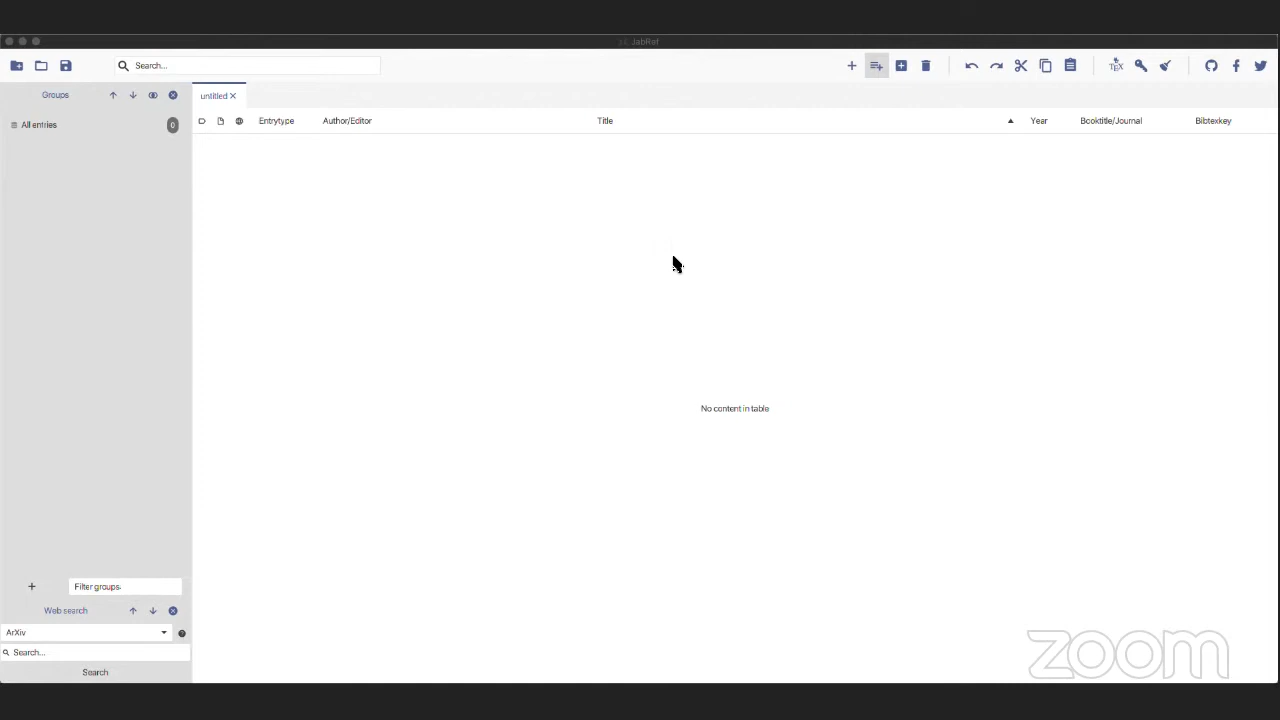 JabRef
Search...
Groups
untitled
All entries
0
Entrytype
Author/Editor
Title
Year
Booktitle/Journal
Bibtexkey
No content in table
Filter groups
Web search
ArXiv
Search...
Search
zoom